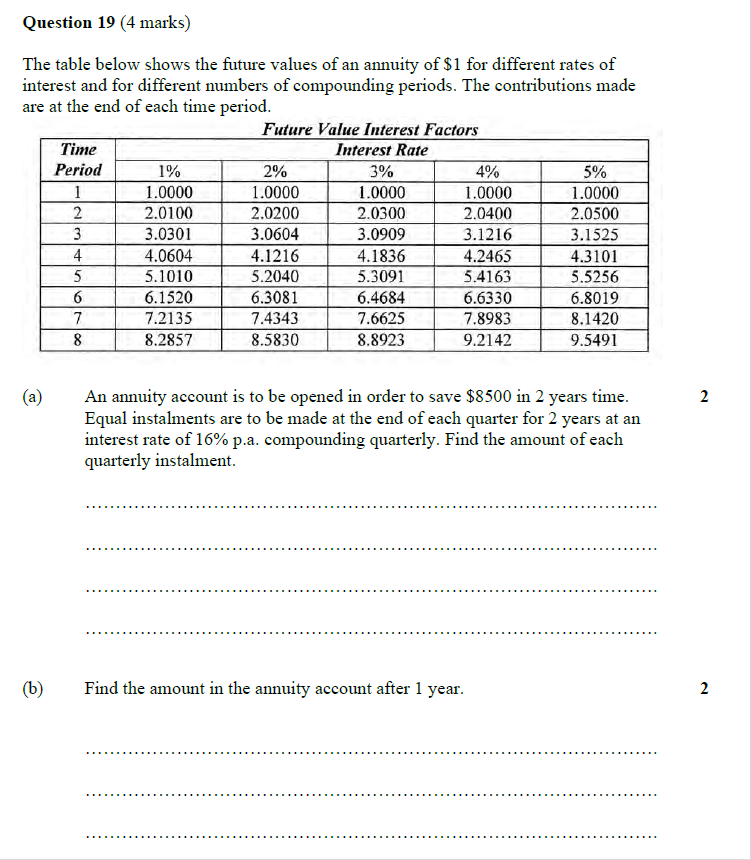 Question 19 (4 marks)
The table below shows the future values of an annuity of $1 for different rates of
interest and for different numbers of compounding periods. The contributions made
are at the end of each time period.
Future Value Interest Factors
Time Period Interest Rate
1% 2% 3% 4% 5%
1 1.0000 1.0000 1.0000 1.0000 1.0000
2 2.0100 2.0200 2.0300 2.0400 2.0500
3 3.0301 3.0604 3.0909 3.1216 3.1525
4 4.0604 4.1216 4.1836 4.2465 4.3101
5 5.1010 5.2040 5.3091 5.4163 5.5256
6 6.1520 6.3081 6.4684 6.6330 6.8019
7 7.2135 7.4343 7.6625 7.8983 8.1420
8 8.2857 8.5830 8.8923 9.2142 9.5491
(a) An annuity account is to be opened in order to save $8500 in 2 years time. 2
Equal instalments are to be made at the end of each quarter for 2 years at an
interest rate of 16% p.a. compounding quarterly. Find the amount of each
quarterly instalment.
(b) Find the amount in the annuity account after 1 year. 2